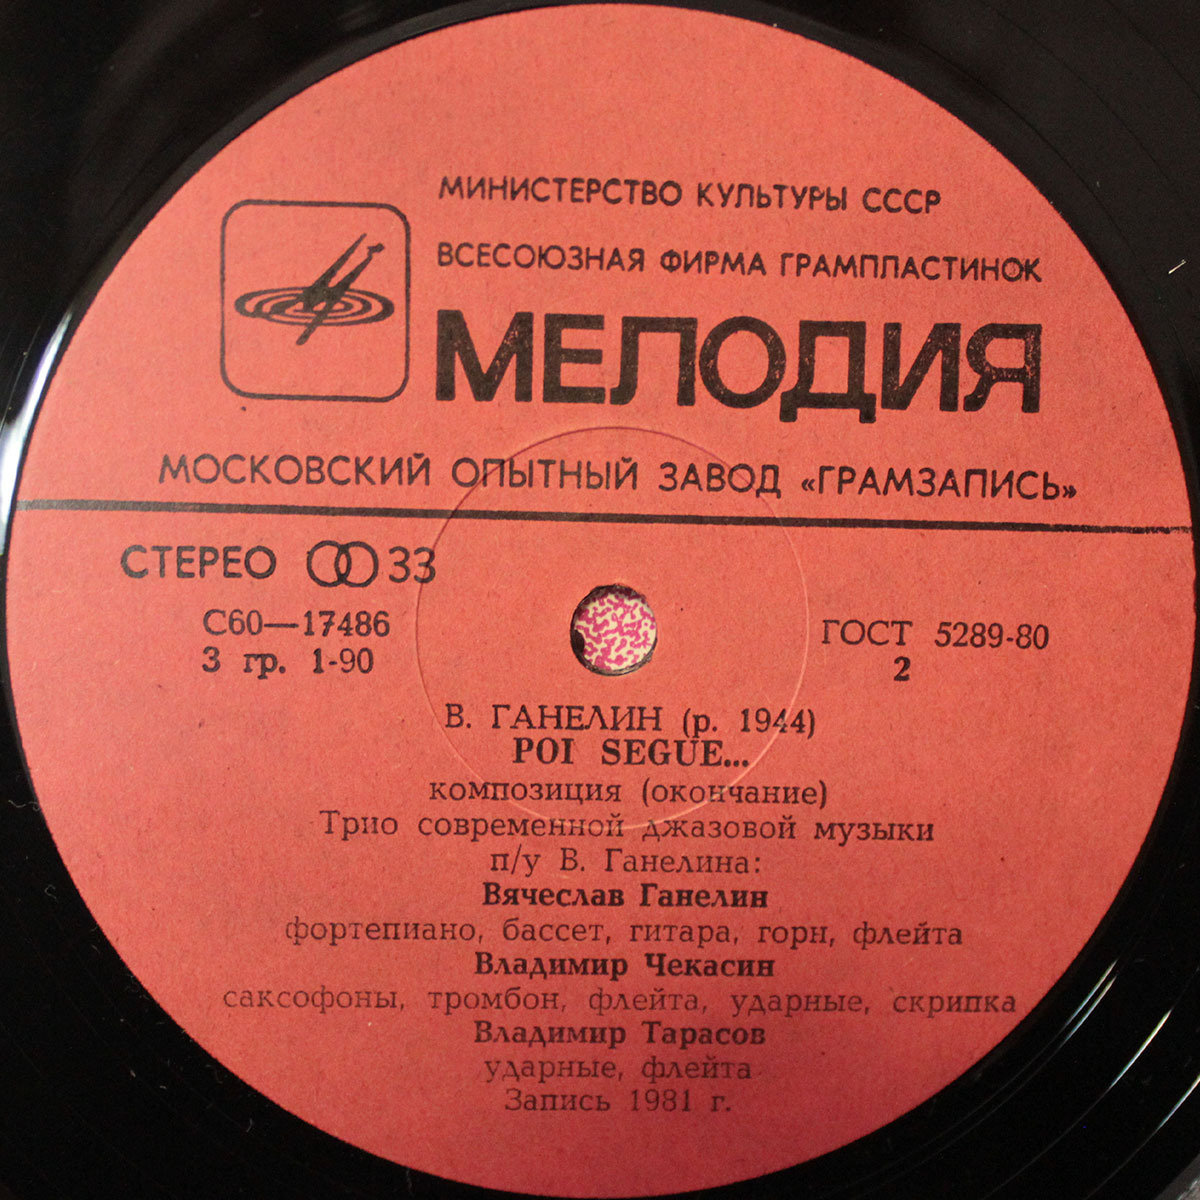 МИНИСТЕРСТВО КУЛЬТУРЫ СССР
ВСЕСОЮЗНАЯ ФИРМА ГРАМПЛАСТИНОК
МЕЛОДИЯ
МОСКОВСКИЙ ОПЫТНЫЙ ЗАВОД «ГРАМЗАПИСЬ»
СТЕРЕО 33
С60—17486
ГОСТ 5289-80
3 гр. 1-90
2
В. ГАНЕЛИН (р. 1944)
POI SEGUE...
композиция (окончание)
Трио современной джазовой музыки
п/у В. Ганелина:
Вячеслав Ганелин
фортепиано, бассет, гитара, горн, флейта
Владимир Чекасин
саксофоны, тромбон, флейта, ударные, скрипка
Владимир Тарасов
ударные, флейта
Запись 1981 г.